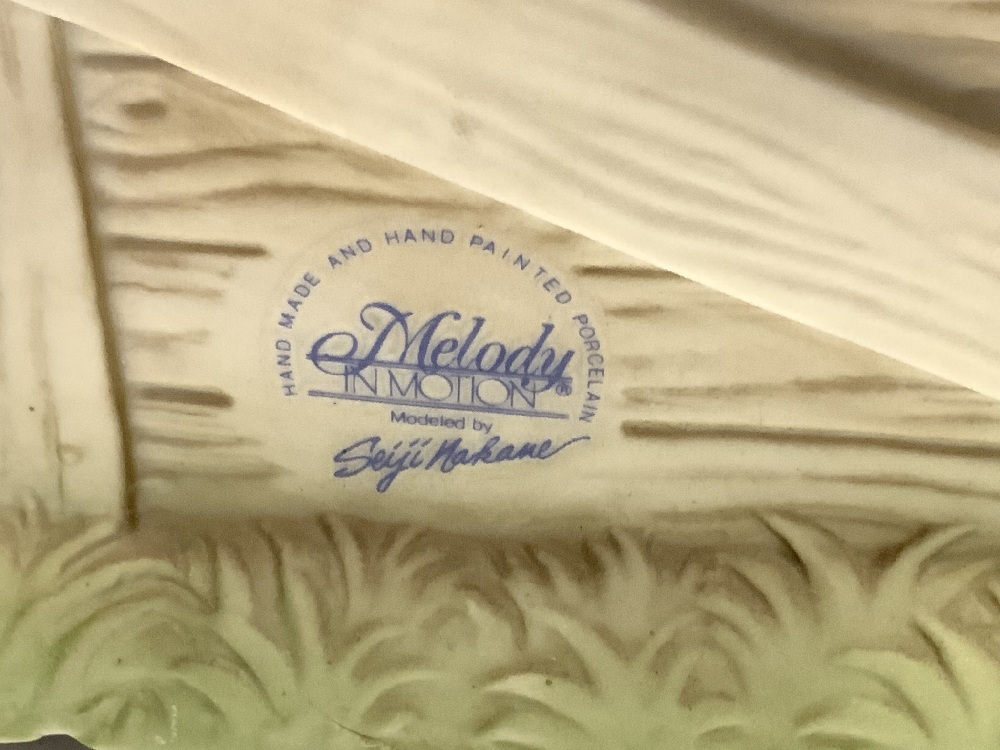 HAND MADE AND HAND PAINTED PORCELAIN
Melody
IN MOTION®
Modeled by
Seiji Nakane